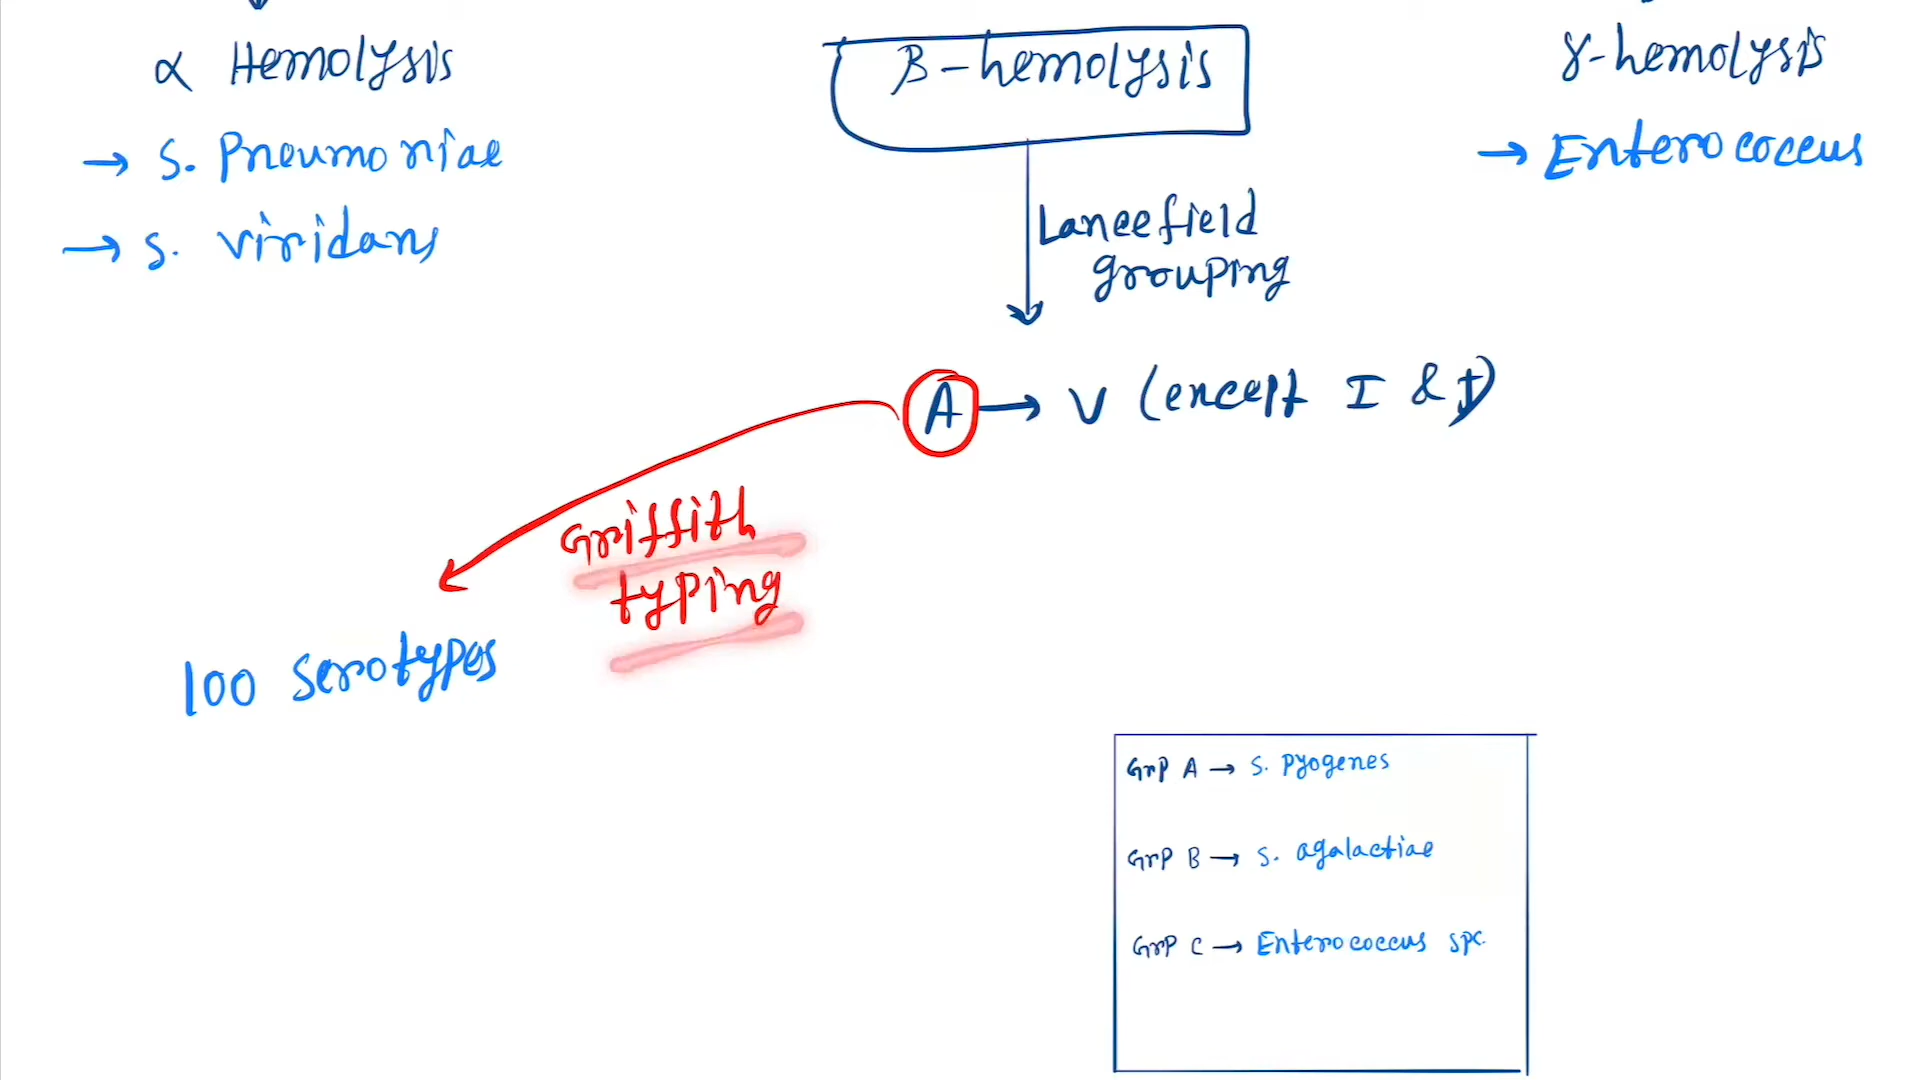 α Hemolysis
→ S. Pneumoniae
→ S. viridans
β-hemolysis
Lancefield
grouping
γ-hemolysis
→ Enterococcus
A → V (except I & J)
Griffith
typing
100 serotypes
Grp A → S. pyogenes
Grp B → S. agalactiae
Grp C → Enterococcus spc.